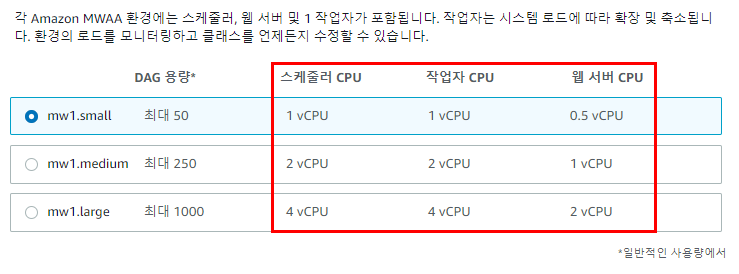 각 Amazon MWAA 환경에는 스케줄러, 웹 서버 및 1 작업자가 포함됩니다. 작업자는 시스템 로드에 따라 확장 및 축소됩니
다. 환경의 로드를 모니터링하고 클래스를 언제든지 수정할 수 있습니다.
DAG 용량* 스케줄러 CPU 작업자 CPU 웹 서버 CPU
mw1.small 최대 50 1 vCPU 1 vCPU 0.5 vCPU
mw1.medium 최대 250 2 vCPU 2 vCPU 1 vCPU
mw1.large 최대 1000 4 vCPU 4 vCPU 2 vCPU
*일반적인 사용량에서